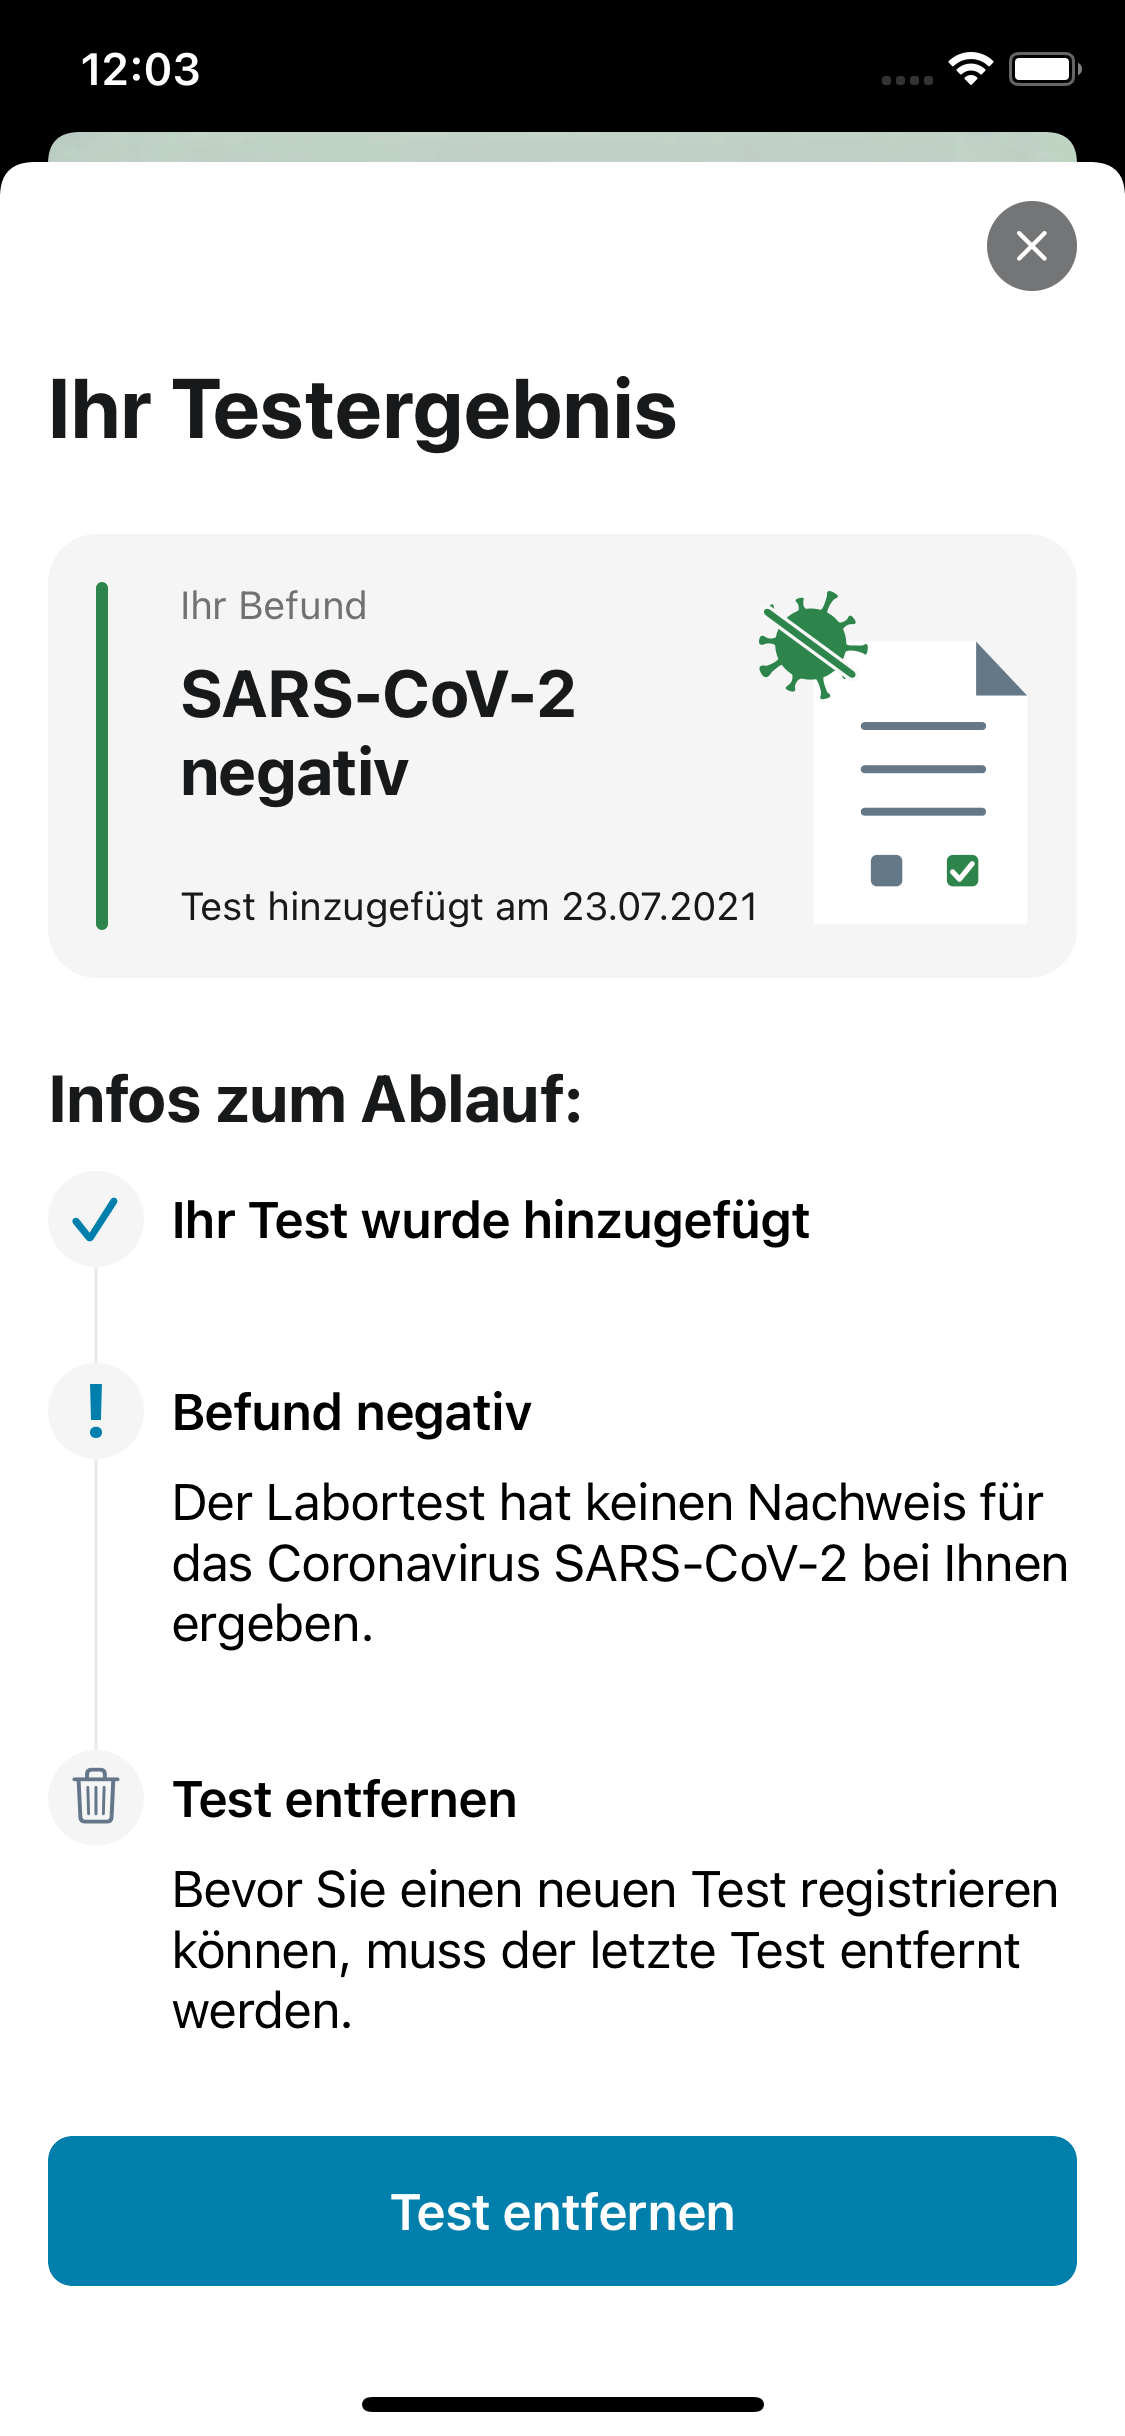 12:03
Ihr Testergebnis
Ihr Befund
SARS-CoV-2
negativ
Test hinzugefügt am 23.07.2021
Infos zum Ablauf:
Ihr Test wurde hinzugefügt
Befund negativ
Der Labortest hat keinen Nachweis für
das Coronavirus SARS-CoV-2 bei Ihnen
ergeben.
Test entfernen
Bevor Sie einen neuen Test registrieren
können, muss der letzte Test entfernt
werden.
Test entfernen